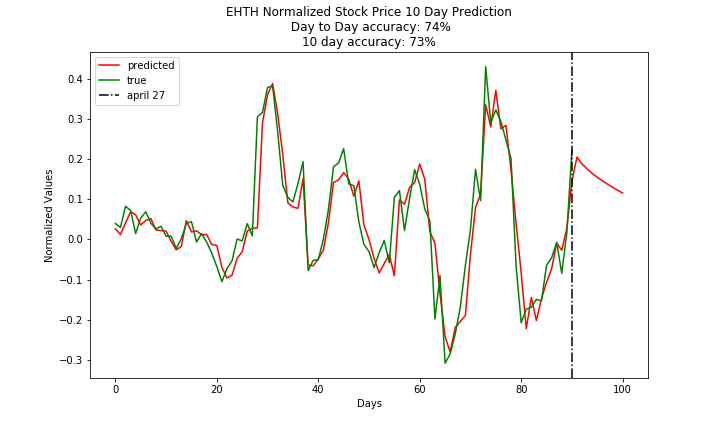 EHTH Normalized Stock Price 10 Day Prediction
Day to Day accuracy: 74%
10 day accuracy: 73%
predicted
true
april 27
Normalized Values
0.4
0.3
0.2
0.1
0.0
−0.1
−0.2
−0.3
0 20 40 60 80 100
Days